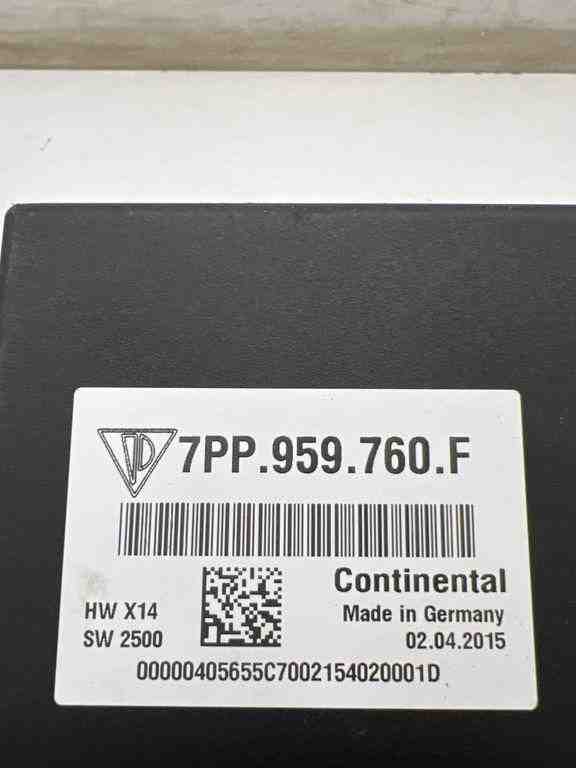 7PP.959.760.F
Continental
HW X14
Made in Germany
SW 2500
02.04.2015
00000405655C7002154020001D